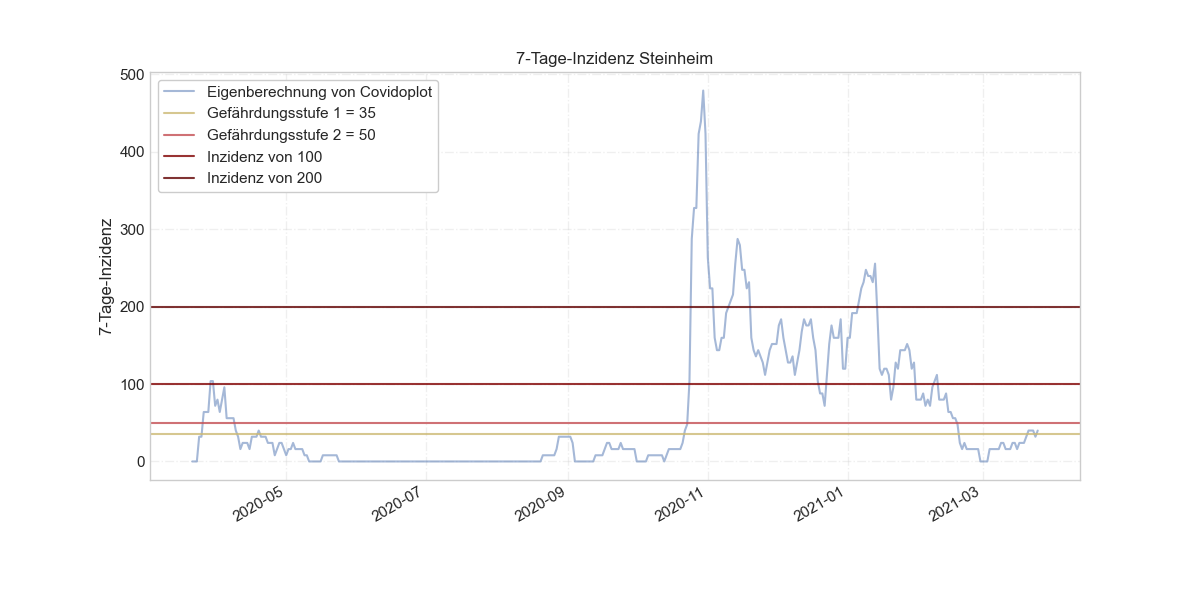 7-Tage-Inzidenz Steinheim
Eigenberechnung von Covidoplot
Gefährdungsstufe 1 = 35
Gefährdungsstufe 2 = 50
Inzidenz von 100
Inzidenz von 200
7-Tage-Inzidenz
500
400
300
200
100
0
2020-05
2020-07
2020-09
2020-11
2021-01
2021-03